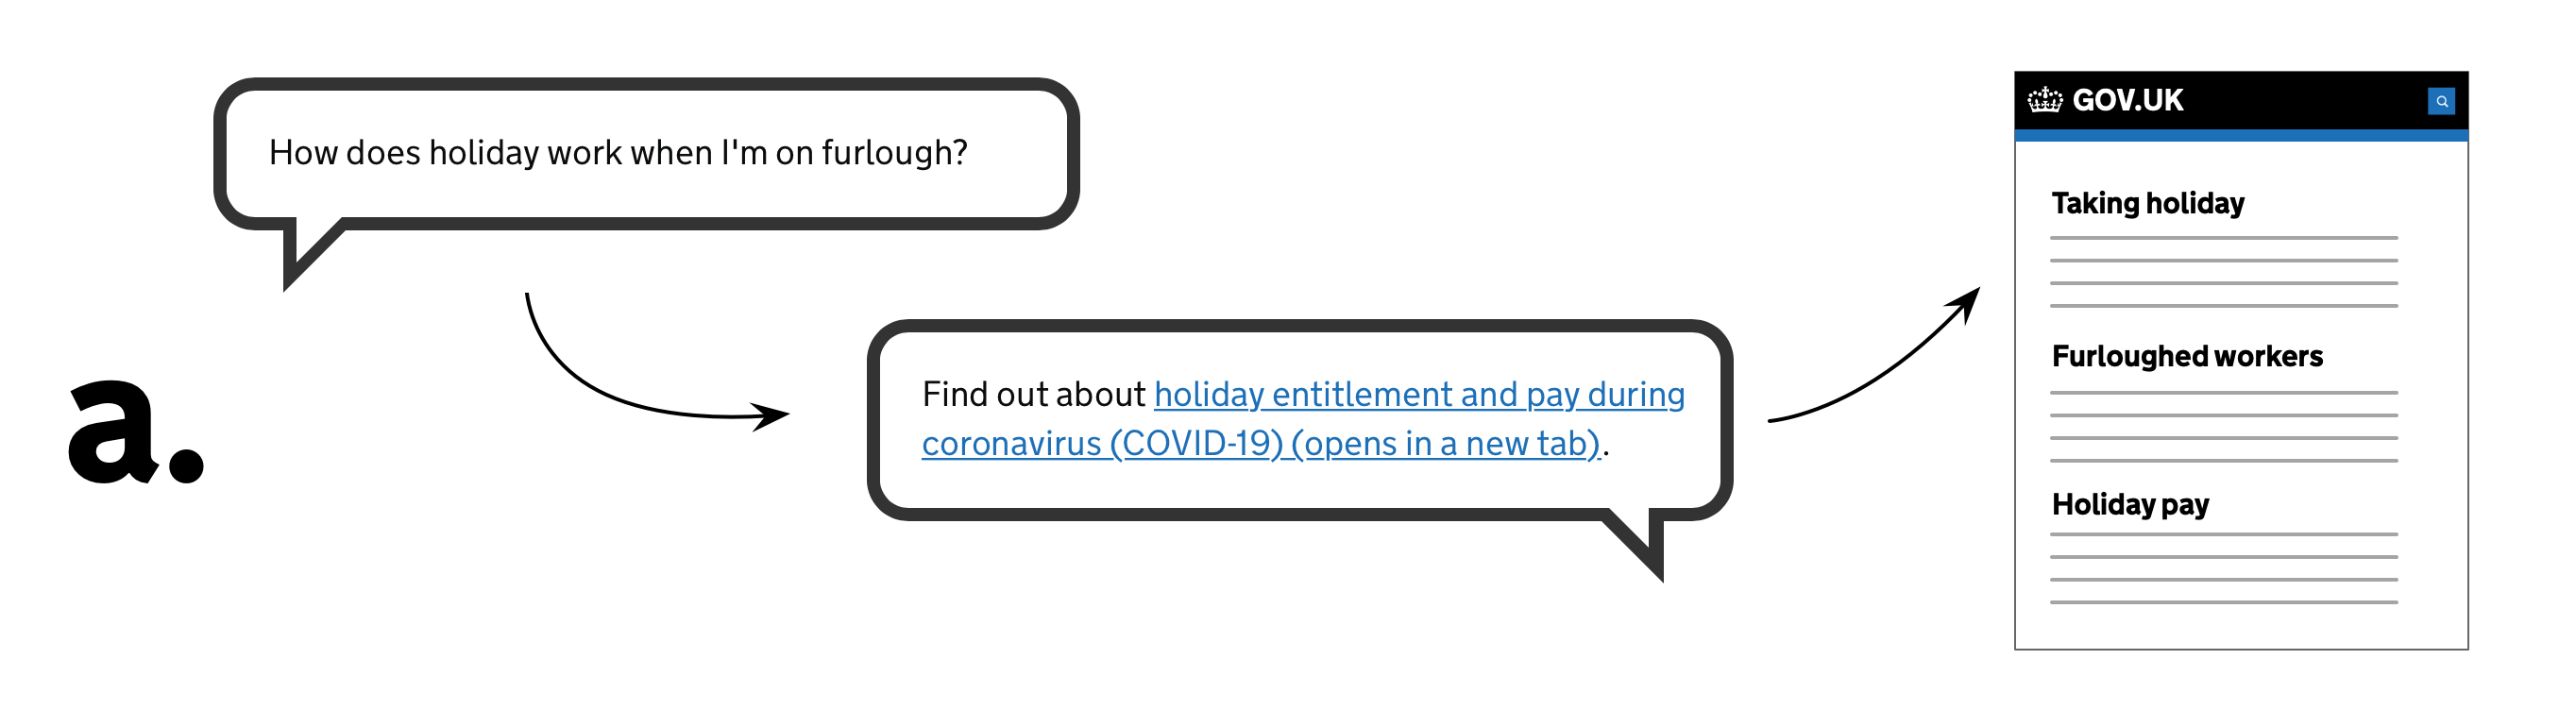 How does holiday work when I'm on furlough?
a.
Find out about holiday entitlement and pay during
coronavirus (COVID-19) (opens in a new tab).
GOV.UK
Taking holiday
Furloughed workers
Holiday pay